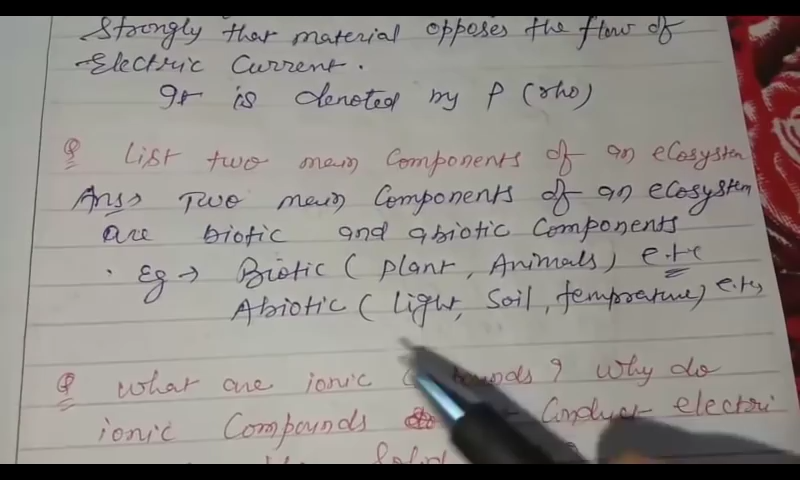 Strongly that material opposes the flow of
Electric Current.
It is denoted by ρ (rho)
Q List two main Components of an ecosystem
Ans> Two main Components of an ecosystem
are biotic and abiotic Components
Eg → Biotic ( plant, Animals ) etc
Abiotic ( light, Soil, temprature) etc,
Q What are ionic ? Why do
ionic Compounds Conduct electri